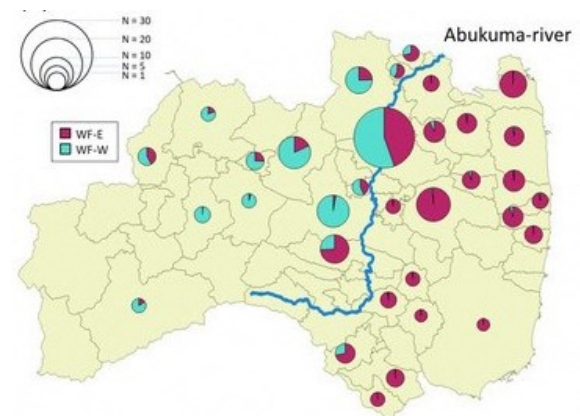 N = 30
N = 20
N = 10
N = 5
N = 1
Abukuma-river
WF-E
WF-W